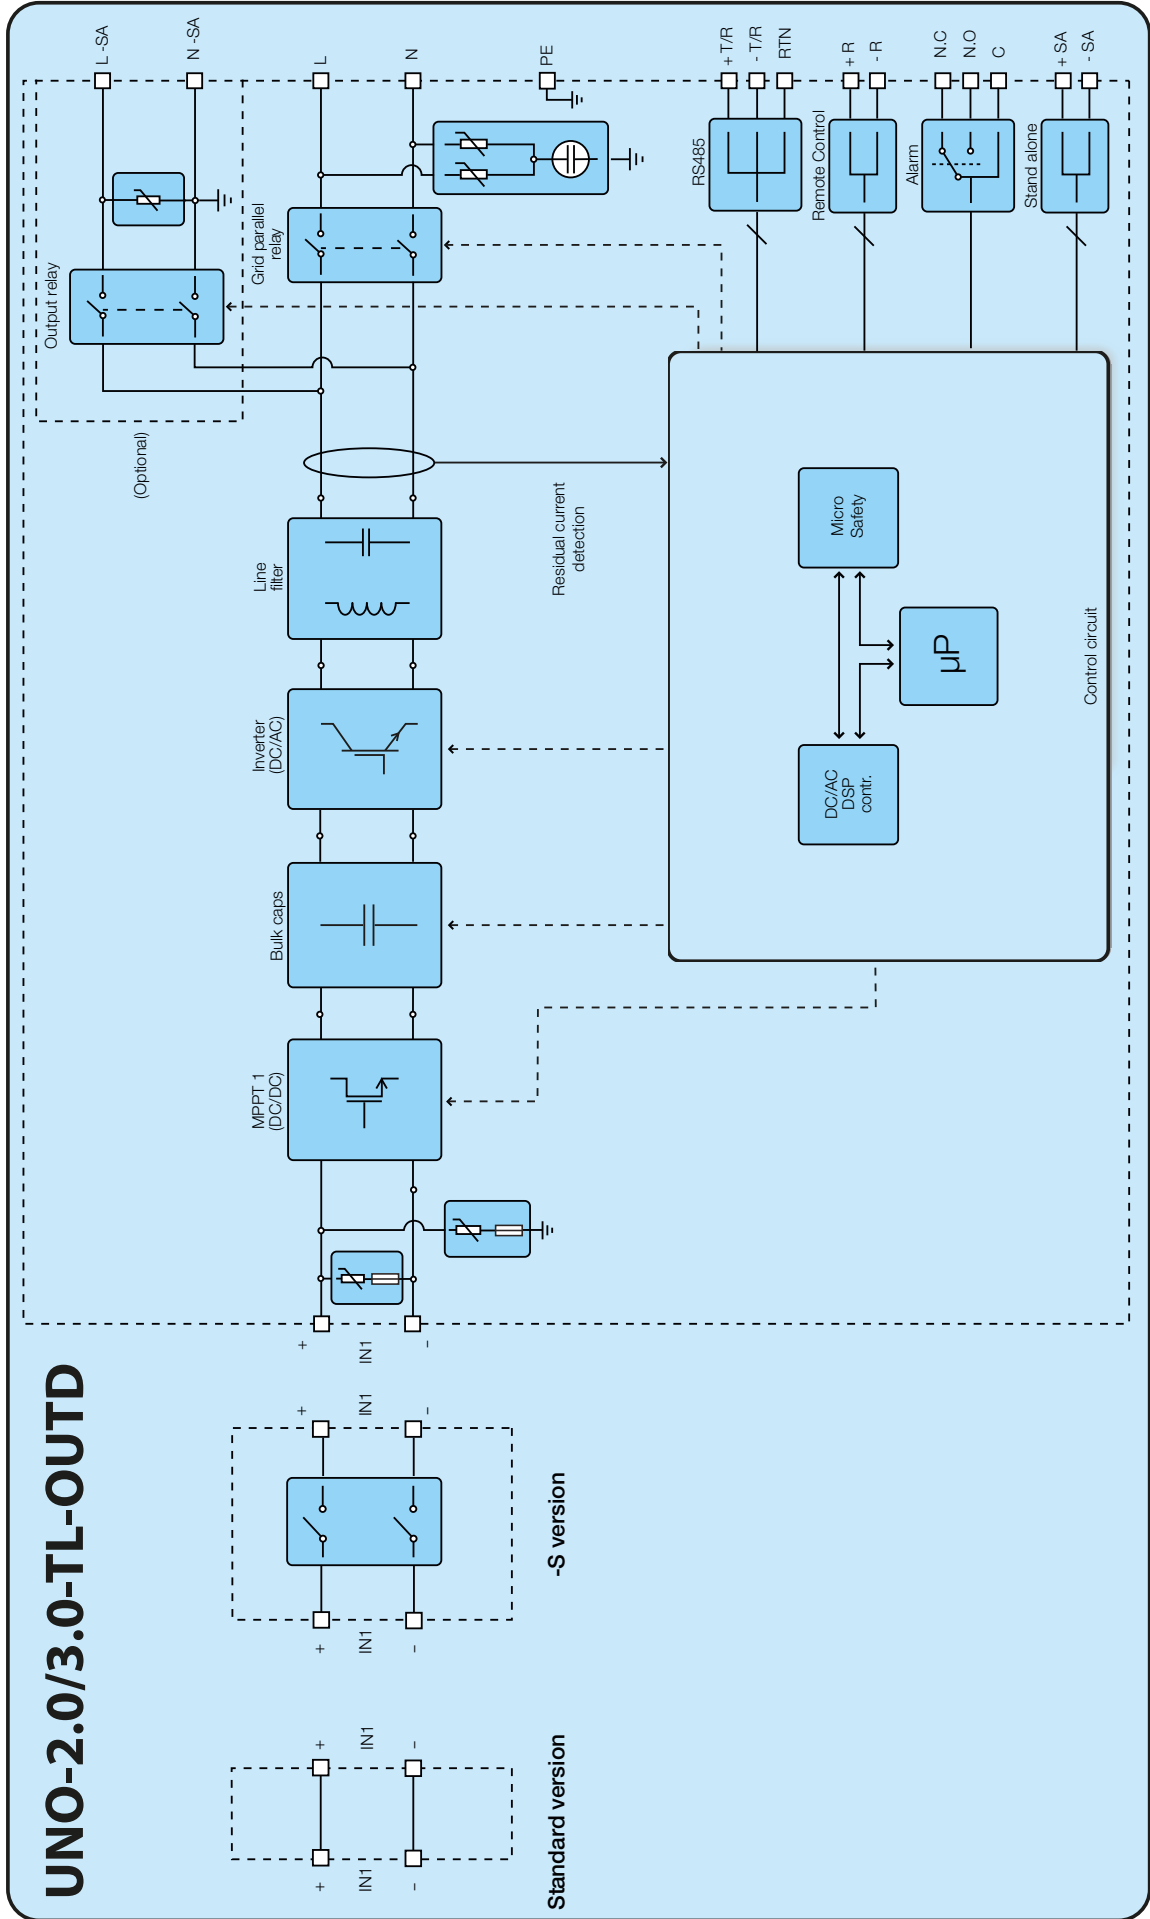 UNO-2.0/3.0-TL-OUTD
Standard version
+
IN1
–
+
IN1
–
-S version
+
IN1
–
+
IN1
–
+
IN1
–
MPPT 1
(DC/DC)
Bulk caps
Inverter
(DC/AC)
Line
filter
Residual current
detection
(Optional)
Output relay
Grid parallel
relay
L -SA
N -SA
L
N
PE
RS485
+ T/R
- T/R
RTN
Remote Control
+ R
- R
Alarm
N.C
N.O
C
Stand alone
+ SA
- SA
DC/AC
DSP
contr.
µP
Micro
Safety
Control circuit